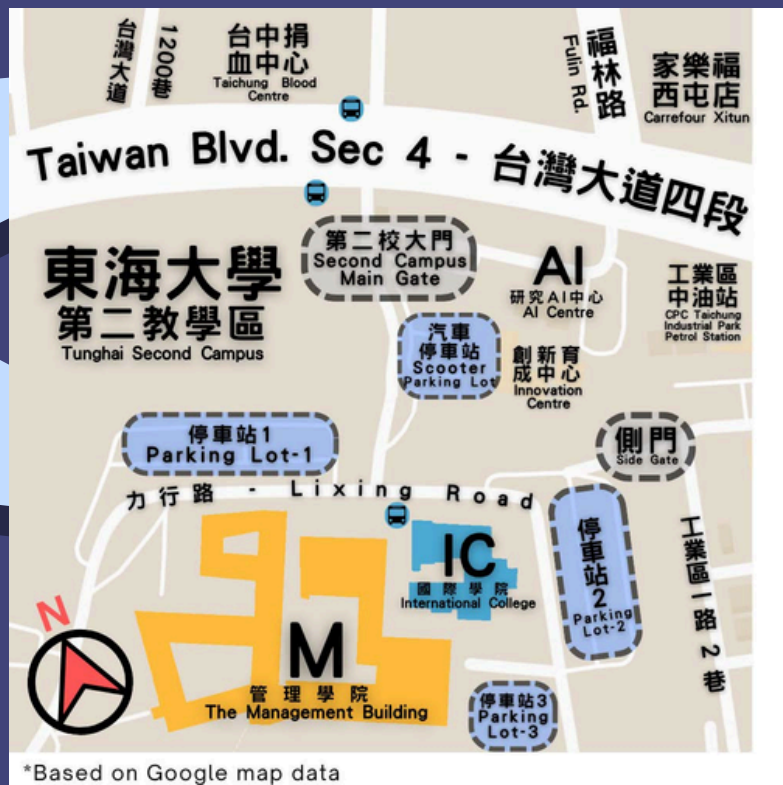 台灣大道
1200巷
台中捐
血中心
Taichung Blood
Centre
福林路
Fulin Rd.
家樂福
西屯店
Carrefour Xitun
Taiwan Blvd. Sec 4 - 台灣大道四段
東海大學
第二教學區
Tunghai Second Campus
第二校大門
Second Campus
Main Gate
AI
研究AI中心
AI Centre
工業區
中油站
CPC Taichung
Industrial Park
Petrol Station
汽車
停車站
Scooter
Parking Lot
創新育
成中心
Innovation
Centre
停車站1
Parking Lot-1
側門
Side Gate
力行路 - Lixing Road
停車站2
Parking
Lot-2
工業區一路2巷
IC
國際學院
International College
N
M
管理學院
The Management Building
停車站3
Parking
Lot-3
*Based on Google map data